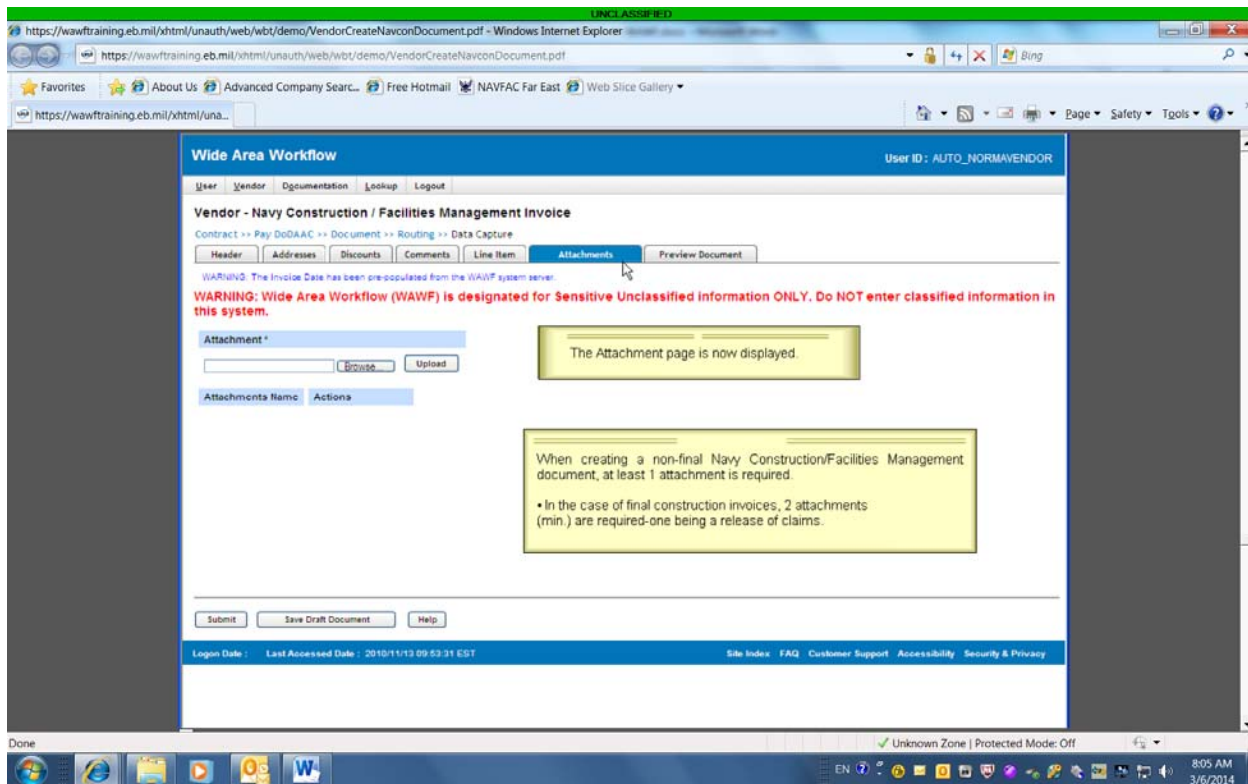 UNCLASSIFIED
https://wawftraining.eb.mil/xhtml/unauth/web/wbt/demo/VendorCreateNavconDocument.pdf - Windows Internet Explorer
https://wawftraining.eb.mil/xhtml/unauth/web/wbt/demo/VendorCreateNavconDocument.pdf
Bing
Favorites About Us Advanced Company Searc... Free Hotmail NAVFAC Far East Web Slice Gallery
https://wawftraining.eb.mil/xhtml/una...
Page Safety Tools
Wide Area Workflow
User ID : AUTO_NORMAVENDOR
User Vendor Documentation Lookup Logout
Vendor - Navy Construction / Facilities Management Invoice
Contract >> Pay DoDAAC >> Document >> Routing >> Data Capture
Header Addresses Discounts Comments Line Item Attachments Preview Document
WARNING: The Invoice Date has been pre-populated from the WAWF system server.
WARNING: Wide Area Workflow (WAWF) is designated for Sensitive Unclassified information ONLY. Do NOT enter classified information in
this system.
Attachment *
Browse... Upload
Attachments Name Actions
The Attachment page is now displayed.
When creating a non-final Navy Construction/Facilities Management
document, at least 1 attachment is required.
• In the case of final construction invoices, 2 attachments
(min.) are required-one being a release of claims.
Submit Save Draft Document Help
Logon Date : Last Accessed Date : 2010/11/13 09:53:31 EST
Site Index FAQ Customer Support Accessibility Security & Privacy
Done
Unknown Zone | Protected Mode: Off
EN
8:05 AM
3/6/2014